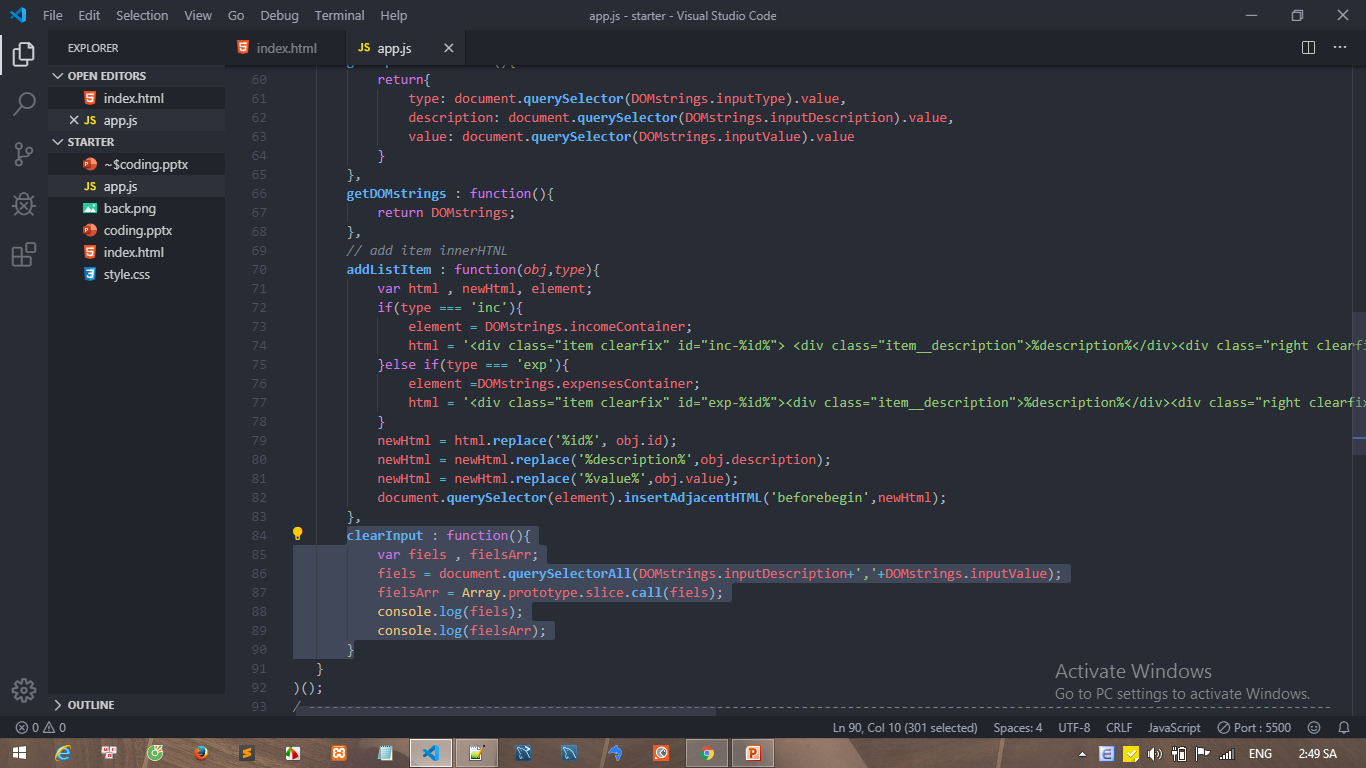 File Edit Selection View Go Debug Terminal Help
app.js - starter - Visual Studio Code
EXPLORER
OPEN EDITORS
index.html
JS app.js
STARTER
~$coding.pptx
JS app.js
back.png
coding.pptx
index.html
style.css
OUTLINE
index.html
JS app.js
60 return{
61 type: document.querySelector(DOMstrings.inputType).value,
62 description: document.querySelector(DOMstrings.inputDescription).value,
63 value: document.querySelector(DOMstrings.inputValue).value
64 }
65 },
66 getDOMstrings : function(){
67 return DOMstrings;
68 },
69 // add item innerHTNL
70 addListItem : function(obj,type){
71 var html , newHtml, element;
72 if(type === 'inc'){
73 element = DOMstrings.incomeContainer;
74 html = '<div class="item clearfix" id="inc-%id%"> <div class="item__description">%description%</div><div class="right clearfi
75 }else if(type === 'exp'){
76 element =DOMstrings.expensesContainer;
77 html = '<div class="item clearfix" id="exp-%id%"><div class="item__description">%description%</div><div class="right clearfix
78 }
79 newHtml = html.replace('%id%', obj.id);
80 newHtml = newHtml.replace('%description%',obj.description);
81 newHtml = newHtml.replace('%value%',obj.value);
82 document.querySelector(element).insertAdjacentHTML('beforebegin',newHtml);
83 },
84 clearInput : function(){
85 var fiels , fielsArr;
86 fiels = document.querySelectorAll(DOMstrings.inputDescription+','+DOMstrings.inputValue);
87 fielsArr = Array.prototype.slice.call(fiels);
88 console.log(fiels);
89 console.log(fielsArr);
90 }
91 }
92 )();
93 / ----------------------------------------------------------------
Activate Windows
Go to PC settings to activate Windows.
0 0
Ln 90, Col 10 (301 selected) Spaces: 4 UTF-8 CRLF JavaScript Port : 5500
ENG 2:49 SA